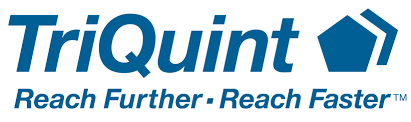 TriQuint
Reach Further · Reach Faster™